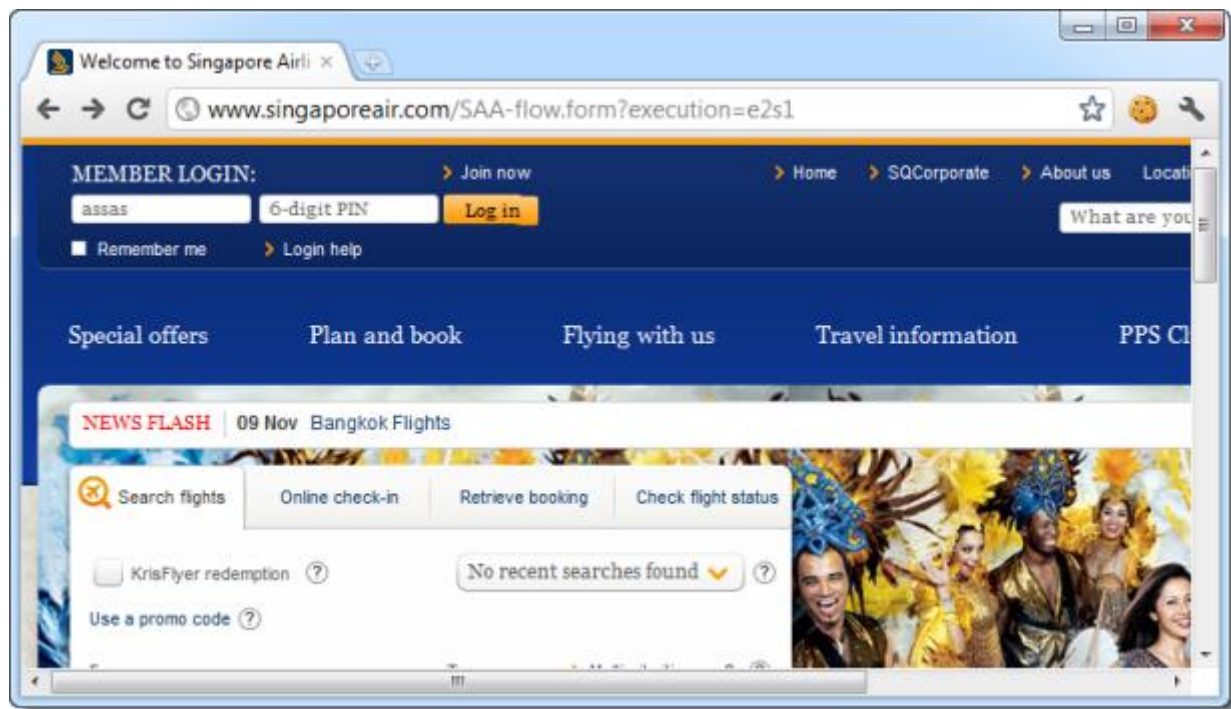 Welcome to Singapore Airli
www.singaporeair.com/SAA-flow.form?execution=e2s1
MEMBER LOGIN: Join now Home SQCorporate About us Locati
assas 6-digit PIN Log in What are you
Remember me Login help
Special offers Plan and book Flying with us Travel information PPS Cl
NEWS FLASH 09 Nov Bangkok Flights
Search flights Online check-in Retrieve booking Check flight status
KrisFlyer redemption ? No recent searches found ?
Use a promo code ?